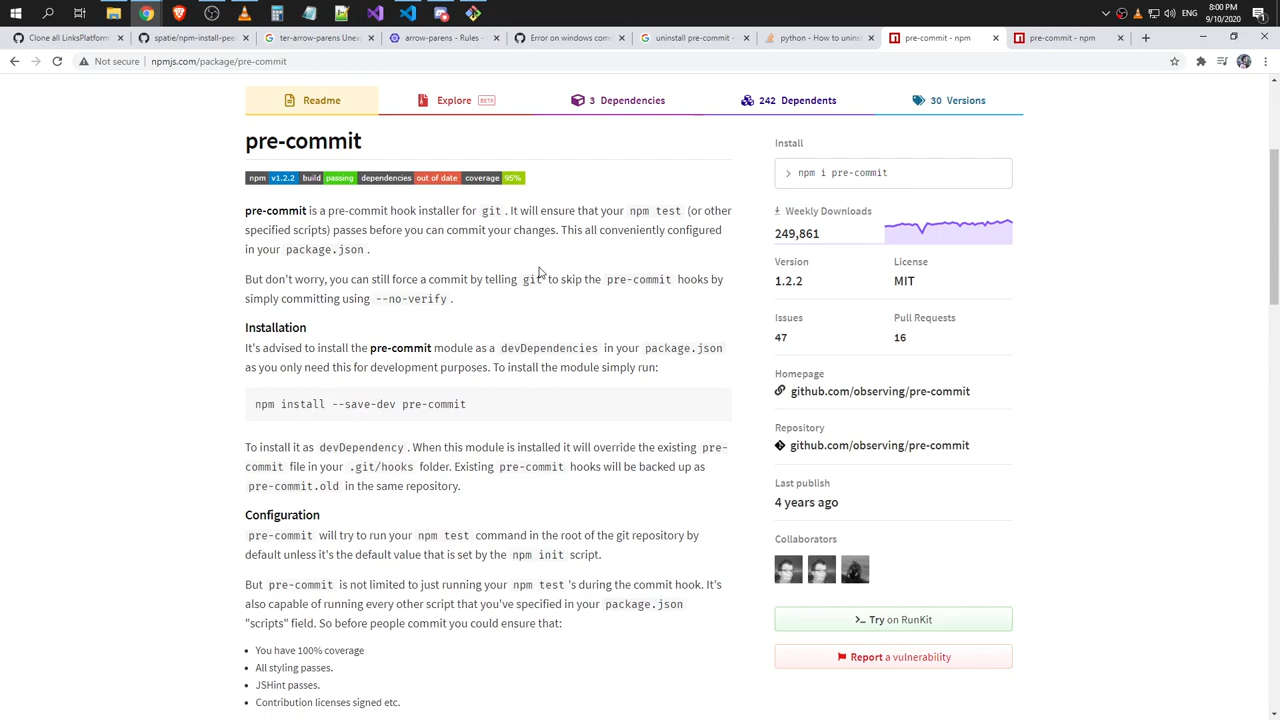 8:00 PM
ENG
9/10/2020
Clone all LinksPlatform
spatie/npm-install-pee
ter-arrow-parens Unex
arrow-parens - Rules -
Error on windows com
uninstall pre-commit -
python - How to unins
pre-commit - npm
pre-commit - npm
Not secure | npmjs.com/package/pre-commit
Readme
Explore BETA
3 Dependencies
242 Dependents
30 Versions
pre-commit
npm v1.2.2 build passing dependencies out of date coverage 95%
pre-commit is a pre-commit hook installer for git . It will ensure that your npm test (or other
specified scripts) passes before you can commit your changes. This all conveniently configured
in your package.json .
But don't worry, you can still force a commit by telling git to skip the pre-commit hooks by
simply committing using --no-verify .
Installation
It's advised to install the pre-commit module as a devDependencies in your package.json
as you only need this for development purposes. To install the module simply run:
npm install --save-dev pre-commit
To install it as devDependency . When this module is installed it will override the existing pre-
commit file in your .git/hooks folder. Existing pre-commit hooks will be backed up as
pre-commit.old in the same repository.
Configuration
pre-commit will try to run your npm test command in the root of the git repository by
default unless it's the default value that is set by the npm init script.
But pre-commit is not limited to just running your npm test 's during the commit hook. It's
also capable of running every other script that you've specified in your package.json
"scripts" field. So before people commit you could ensure that:
• You have 100% coverage
• All styling passes.
• JSHint passes.
• Contribution licenses signed etc.
Install
> npm i pre-commit
Weekly Downloads
249,861
Version
License
1.2.2
MIT
Issues
Pull Requests
47
16
Homepage
github.com/observing/pre-commit
Repository
github.com/observing/pre-commit
Last publish
4 years ago
Collaborators
Try on RunKit
Report a vulnerability